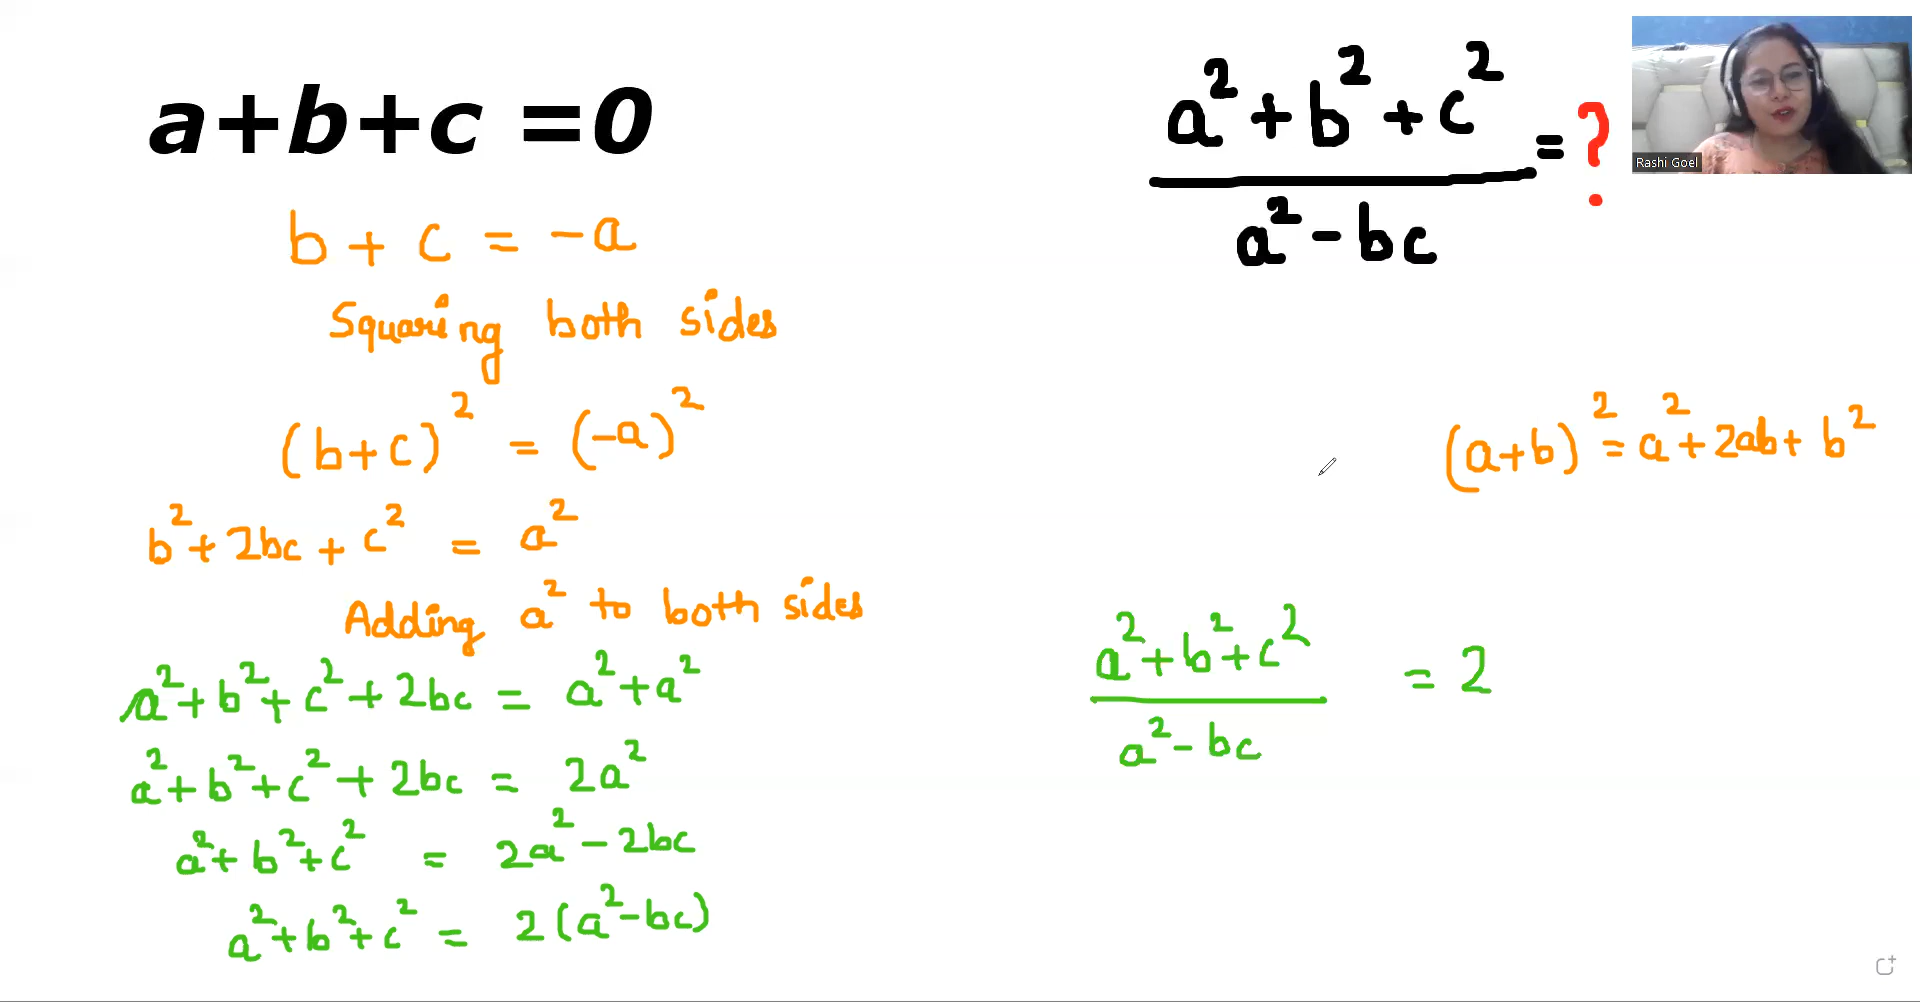 a+b+c =0
b + c = -a
Squaring both sides
(b+c)² = (-a)²
b² + 2bc + c² = a²
Adding a² to both sides
a² + b² + c² + 2bc = a² + a²
a² + b² + c² + 2bc = 2a²
a² + b² + c² = 2a² - 2bc
a² + b² + c² = 2(a² - bc)
a² + b² + c²
= ?
a² - bc
Rashi Goel
(a+b)² = a² + 2ab + b²
a² + b² + c²
= 2
a² - bc